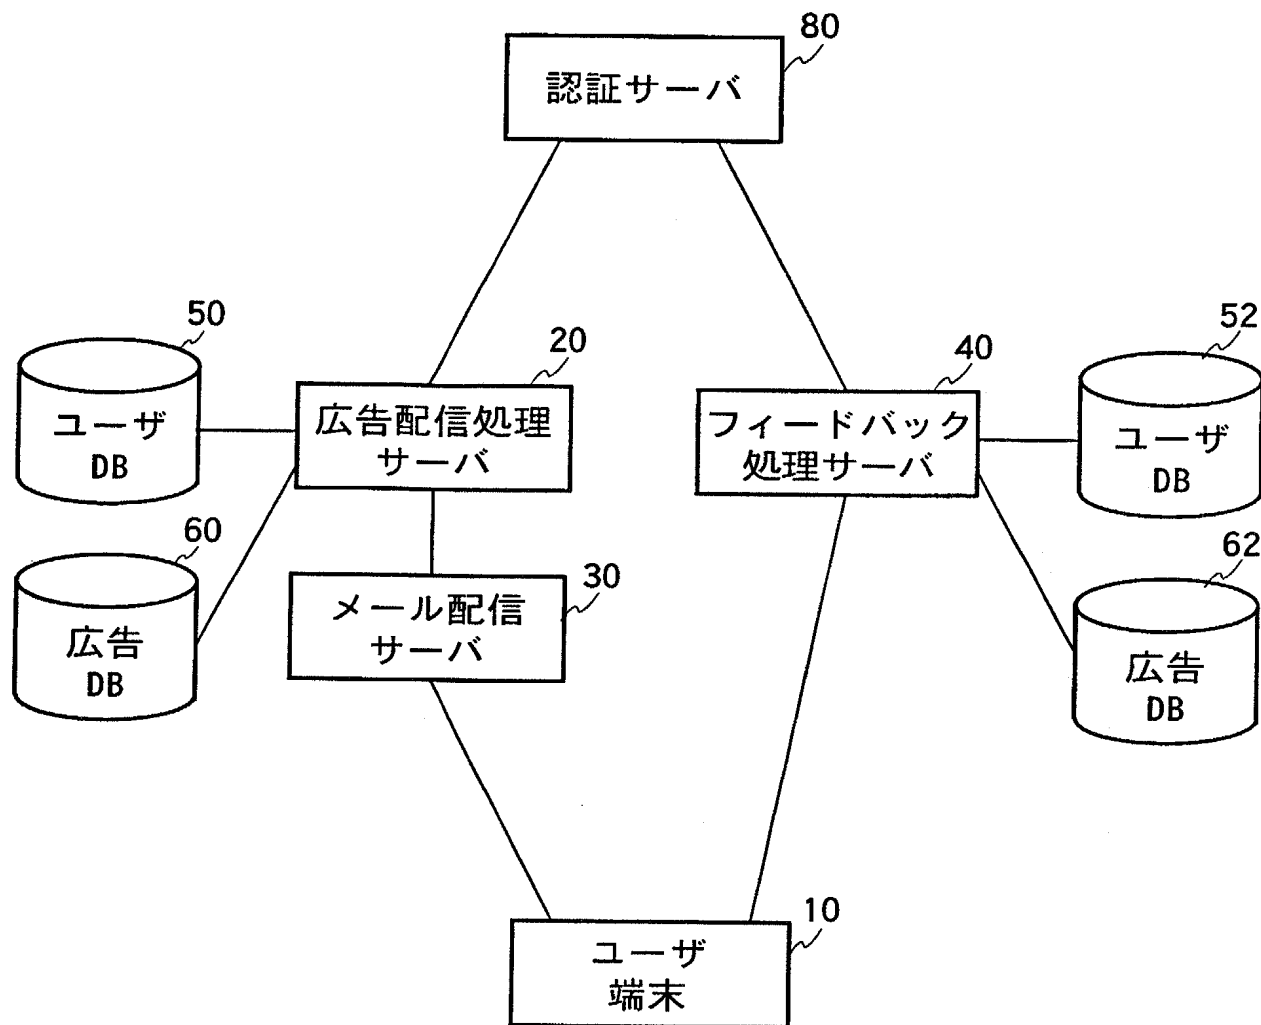 80
認証サーバ
50
ユーザ
DB
20
広告配信処理
サーバ
40
フィードバック
処理サーバ
52
ユーザ
DB
60
広告
DB
30
メール配信
サーバ
62
広告
DB
10
ユーザ
端末